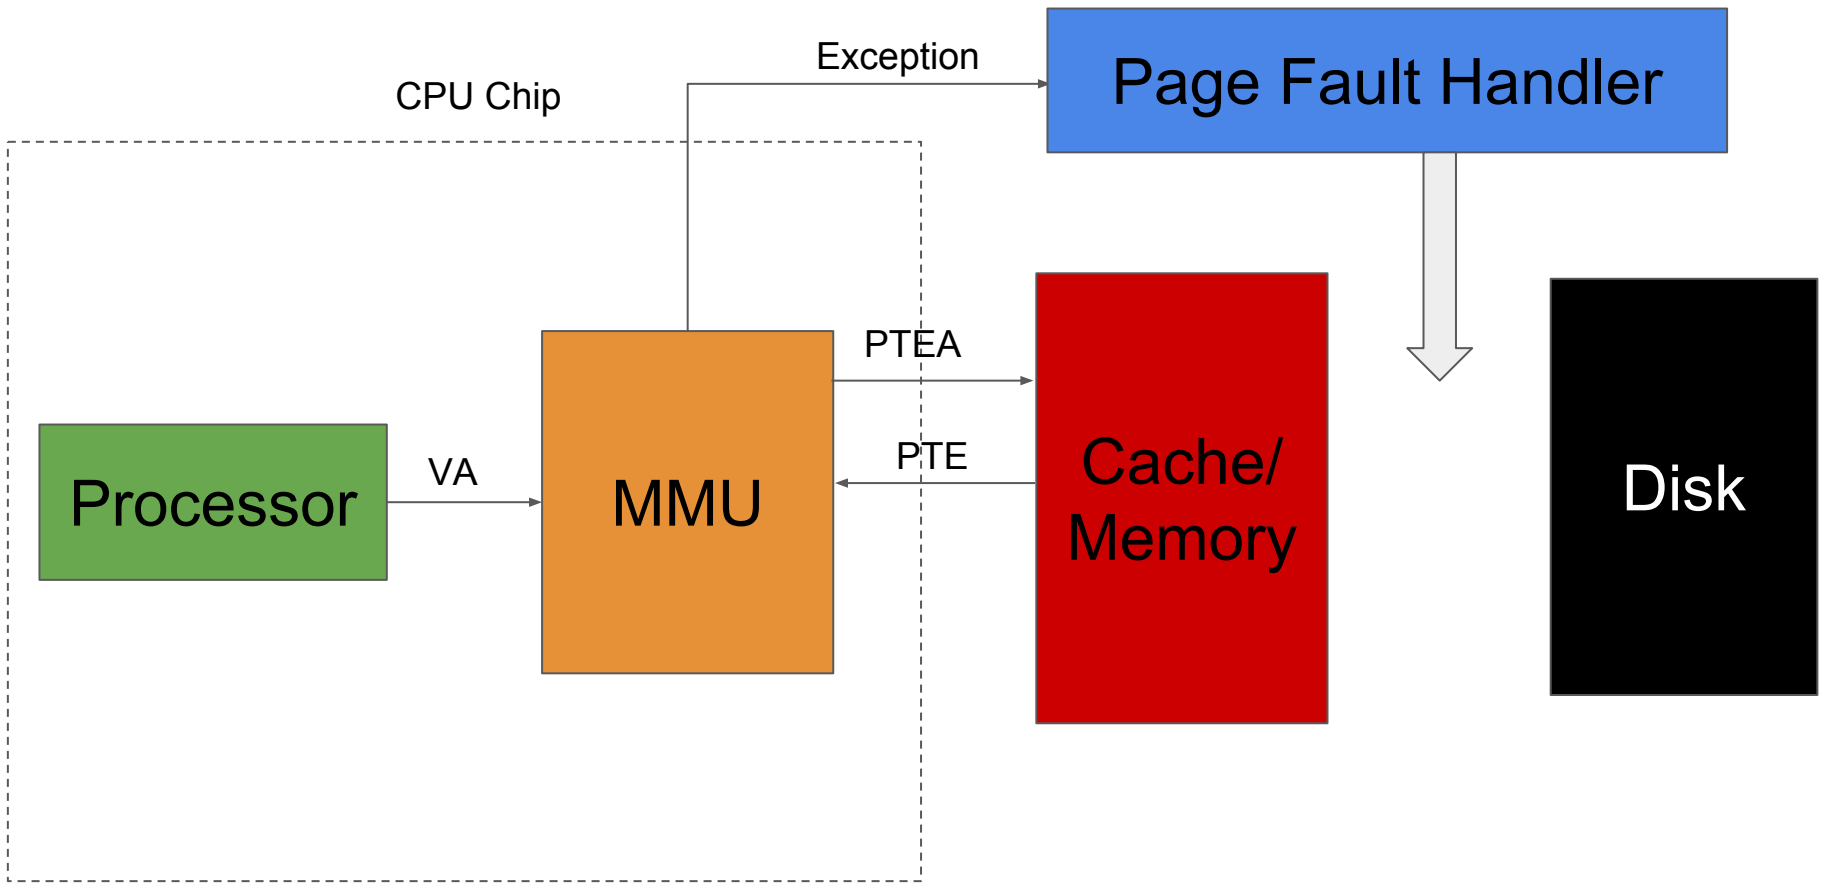 Exception
Page Fault Handler
CPU Chip
PTEA
Processor
VA
MMU
PTE
Cache/
Memory
Disk